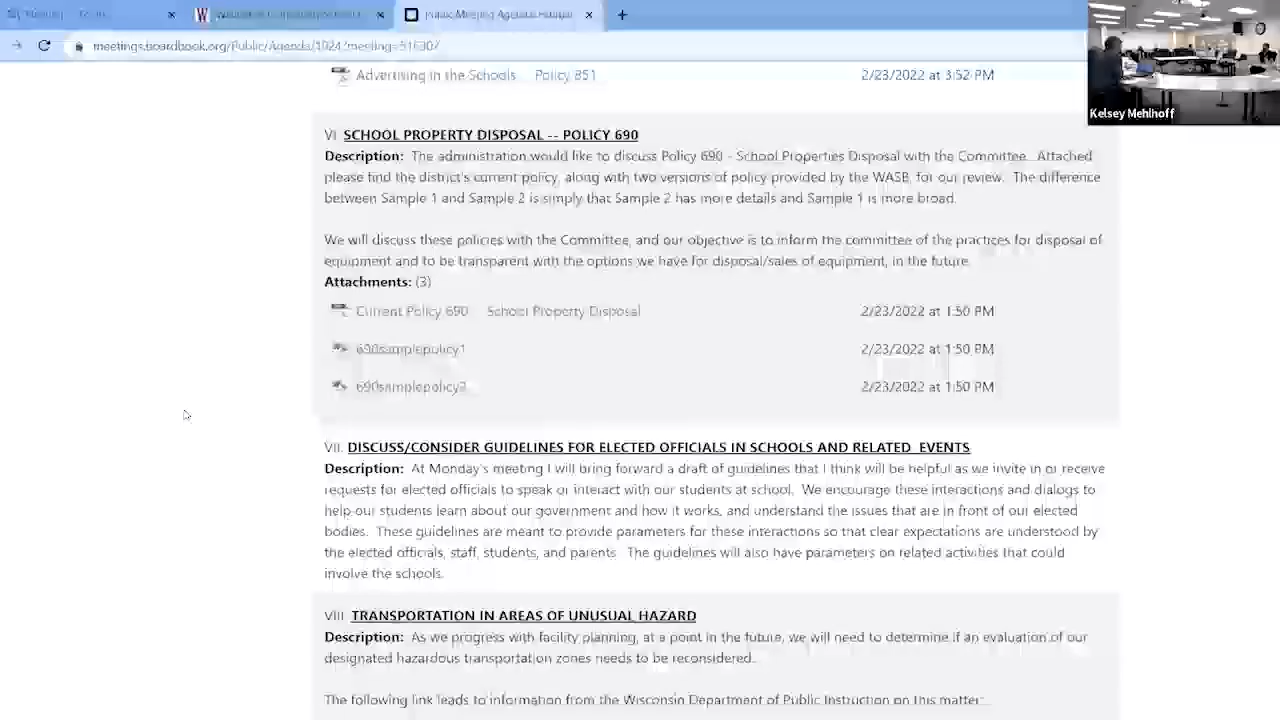 meetings.boardbook.org/Public/Agenda/1924?meeting=
Advertising in the Policy 851 2/23/2022 at 3:52 PM
VI. SCHOOL PROPERTY DISPOSAL -- POLICY 690
Description: The administration would like to discuss Policy 690 - School Properties Disposal with the Committee. Attached
please find the district's current policy, along with two versions of policy provided by the WASB, for our review. The difference
between Sample 1 and Sample 2 is simply that Sample 2 has more details and Sample 1 is more broad.
We will discuss these policies with the Committee, and our objective is to inform the committee of the practices for disposal of
equipment and to be transparent with the options we have for disposal/sales of equipment, in the future.
Attachments: (3)
Current Policy 690 School Property Disposal 2/23/2022 at 1:50 PM
690samplepolicy1 2/23/2022 at 1:50 PM
690samplepolicy2 2/23/2022 at 1:50 PM
VII. DISCUSS/CONSIDER GUIDELINES FOR ELECTED OFFICIALS IN SCHOOLS AND RELATED EVENTS
Description: At Monday's meeting I will bring forward a draft of guidelines that I think will be helpful as we invite in or receive
requests for elected officials to speak or interact with our students at school. We encourage these interactions and dialogs to
help our students learn about our government and how it works, and understand the issues that are in front of our elected
bodies. These guidelines are meant to provide parameters for these interactions so that clear expectations are understood by
the elected officials, staff, students, and parents. The guidelines will also have parameters on related activities that could
involve the schools.
VIII. TRANSPORTATION IN AREAS OF UNUSUAL HAZARD
Description: As we progress with facility planning, at a point in the future, we will need to determine if an evaluation of our
designated hazardous transportation zones needs to be reconsidered.
The following link leads to information from the Wisconsin Department of Public Instruction on this matter:
Kelsey Mehlhoff